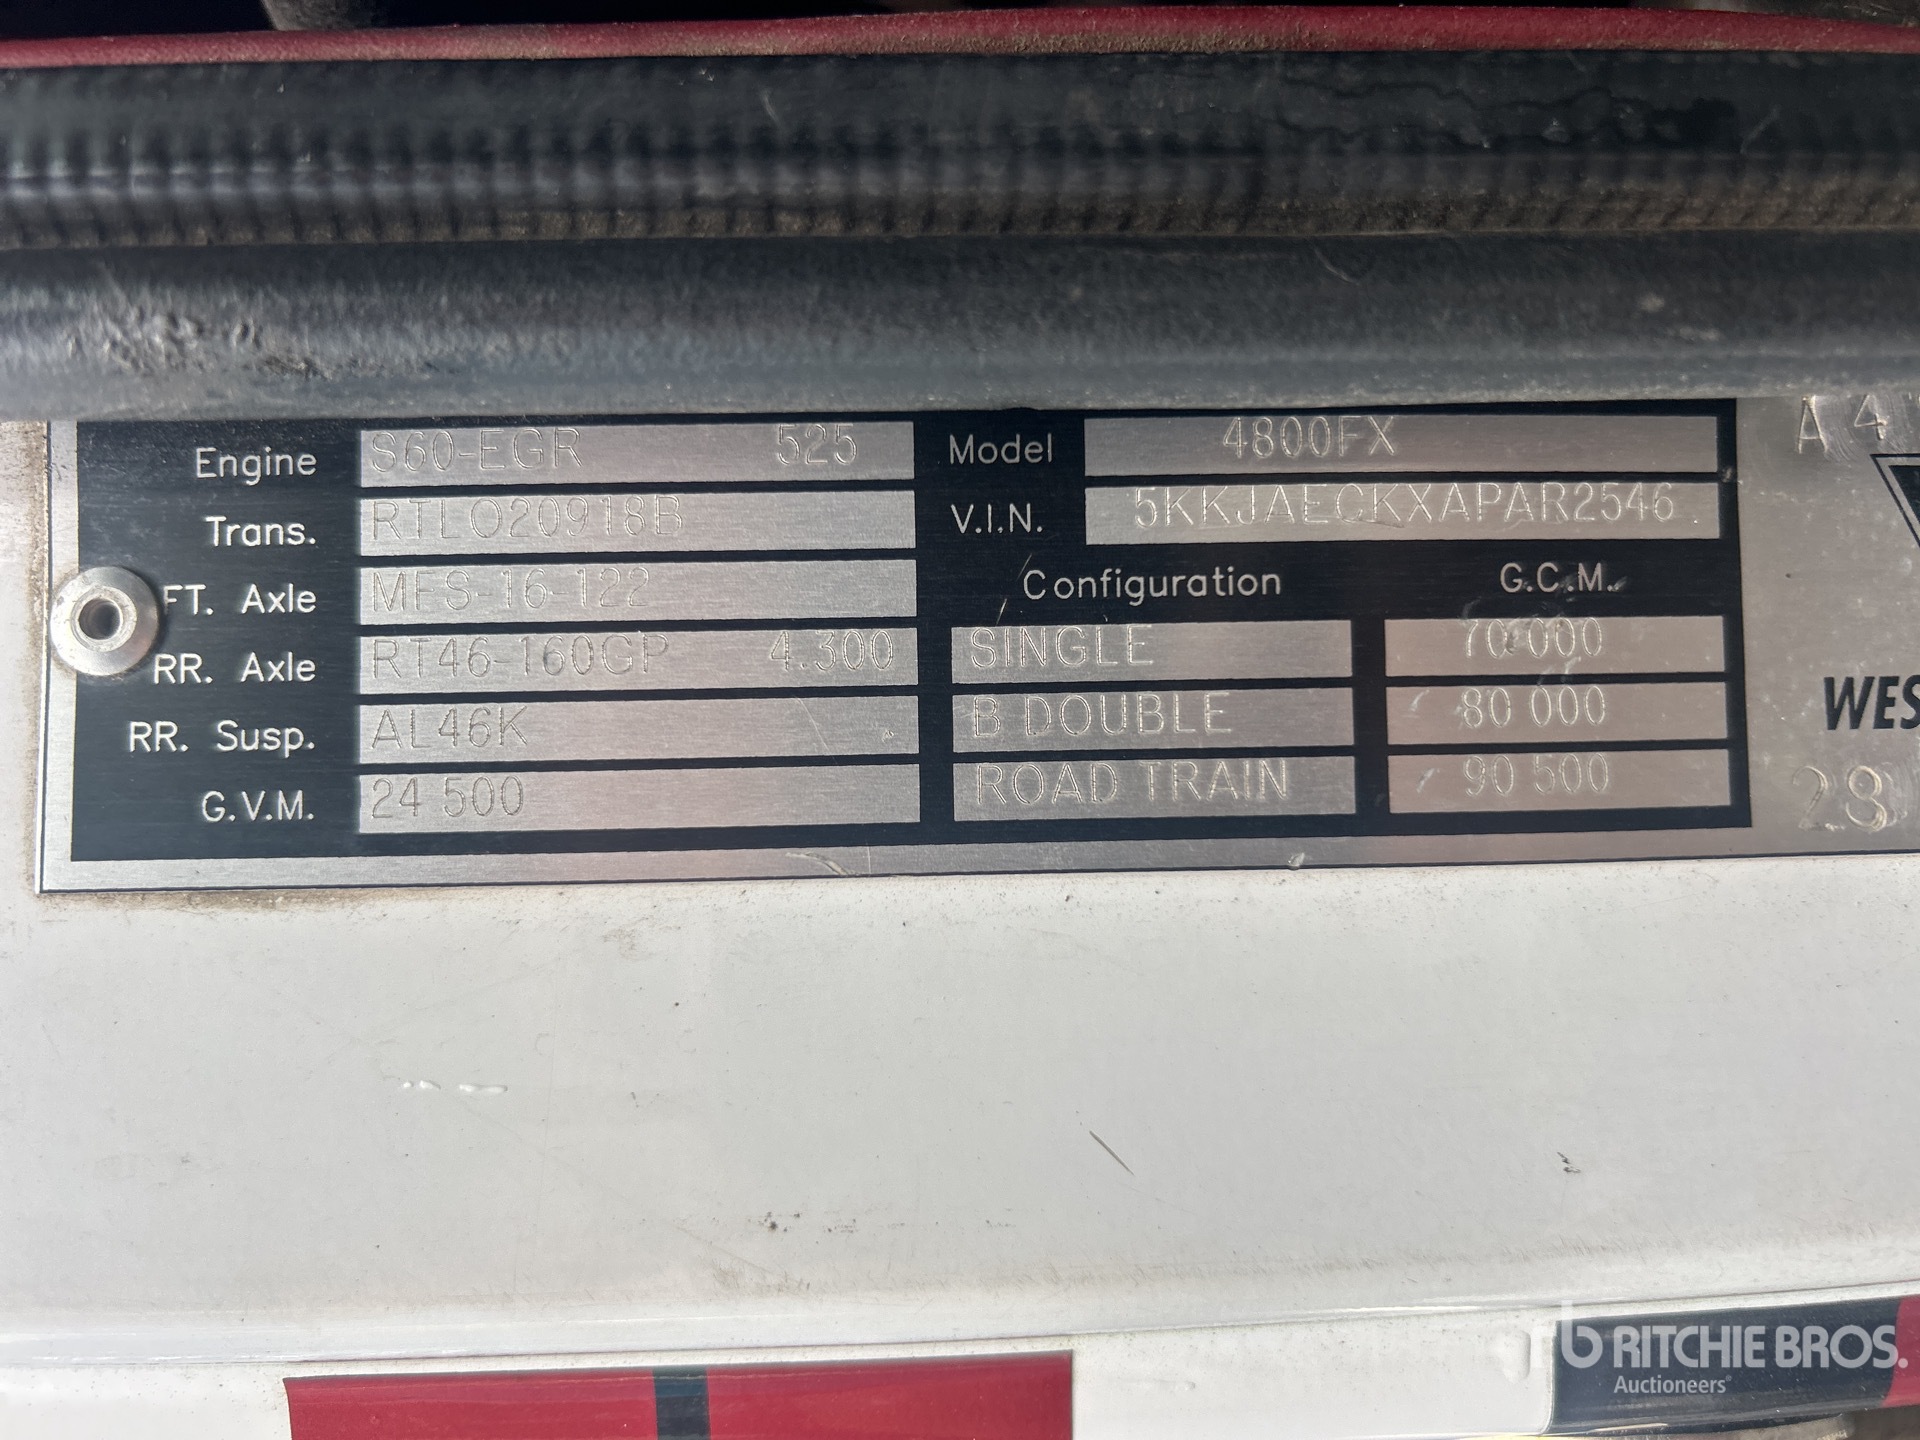 Engine S60-EGR 525
Trans. RTLO20918B
FT. Axle MFS-16-122
RR. Axle RT46-160GP 4.300
RR. Susp. AL46K
G.V.M. 24 500
Model 4800FX
V.I.N. 5KKJAECKXAPAR2546
Configuration G.C.M.
SINGLE 70 000
B DOUBLE 80 000
ROAD TRAIN 90 500
A 4
WES
28
RITCHIE BROS.
Auctioneers